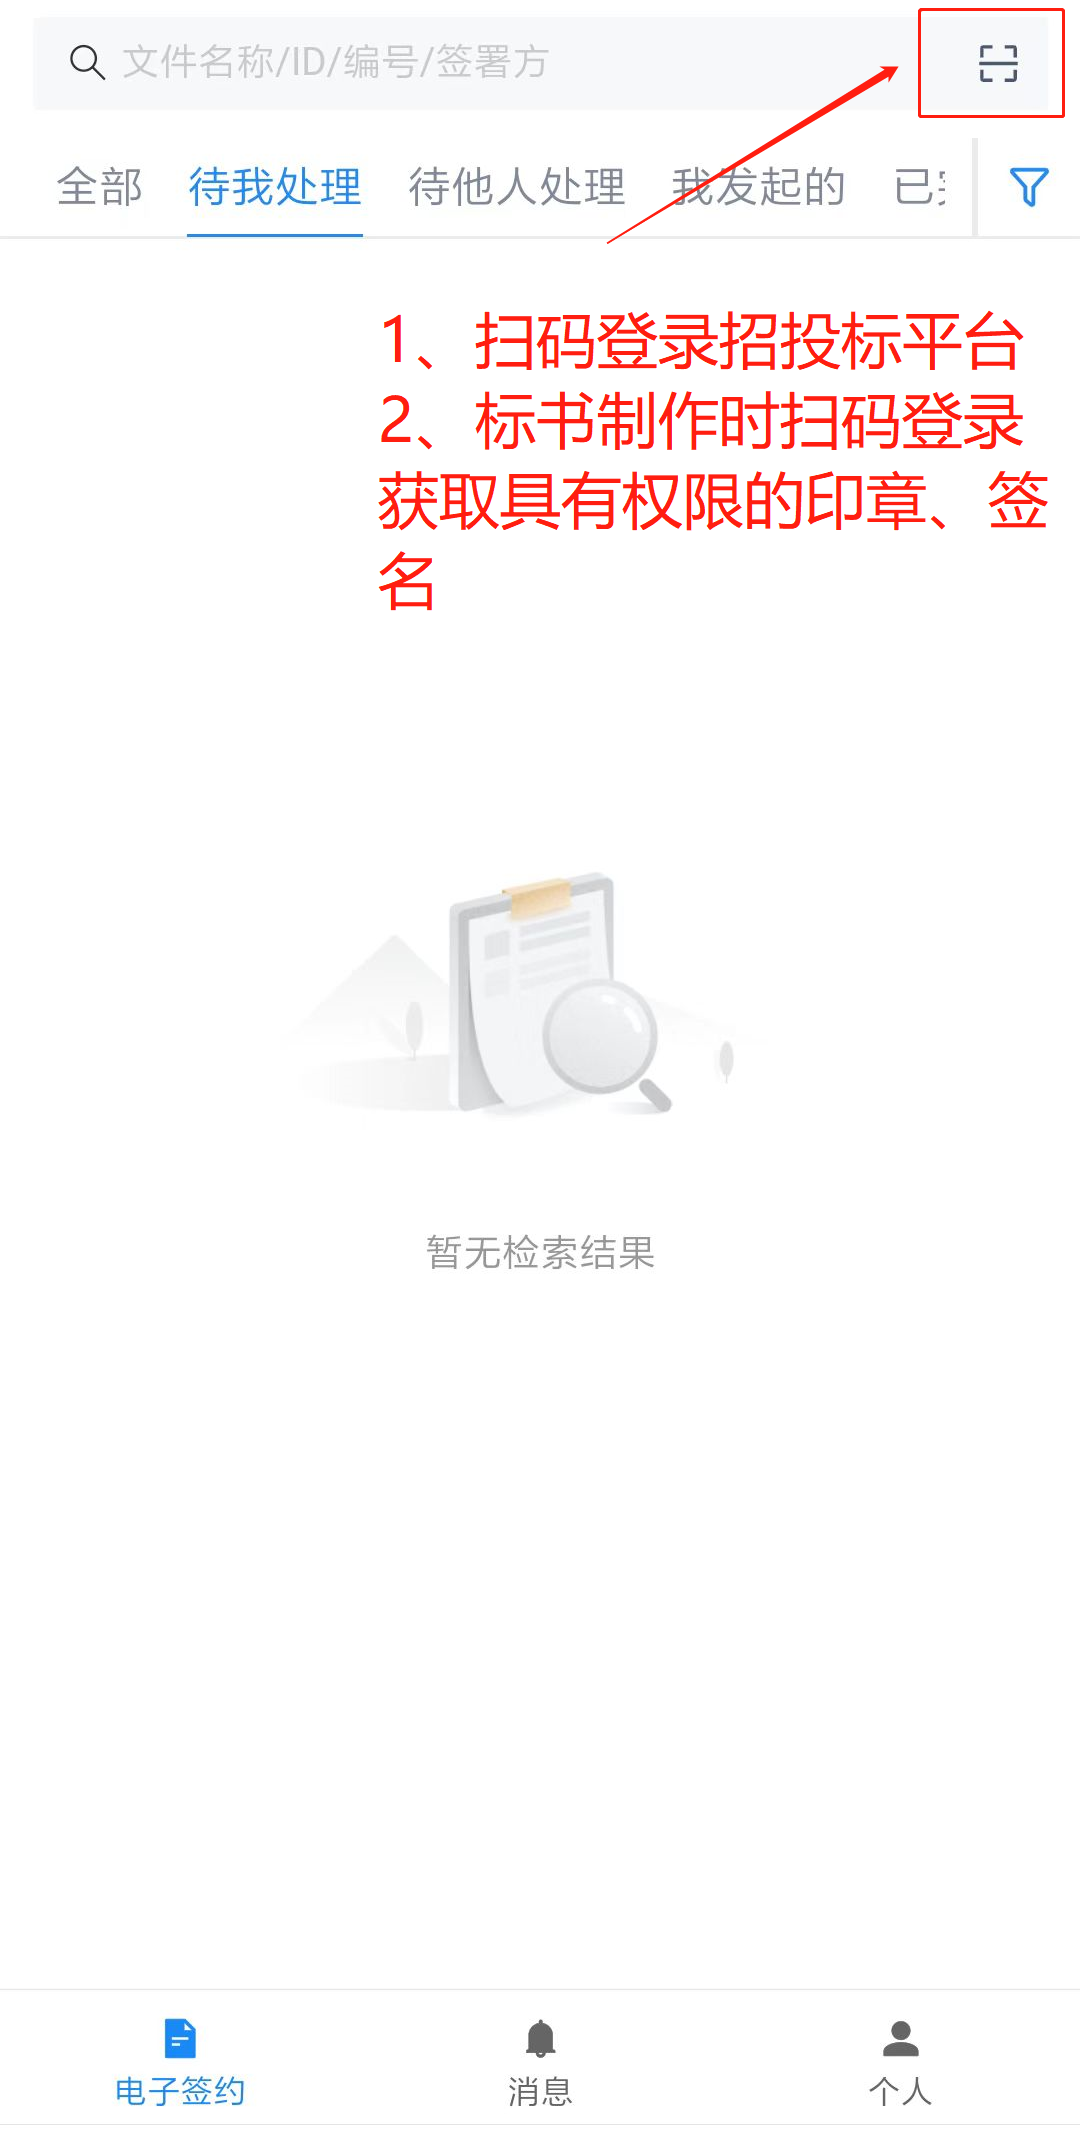 文件名称/ID/编号/签署方
全部 待我处理 待他人处理 我发起的 已
1、扫码登录招投标平台
2、标书制作时扫码登录
获取具有权限的印章、签
名
暂无检索结果
电子签约 消息 个人